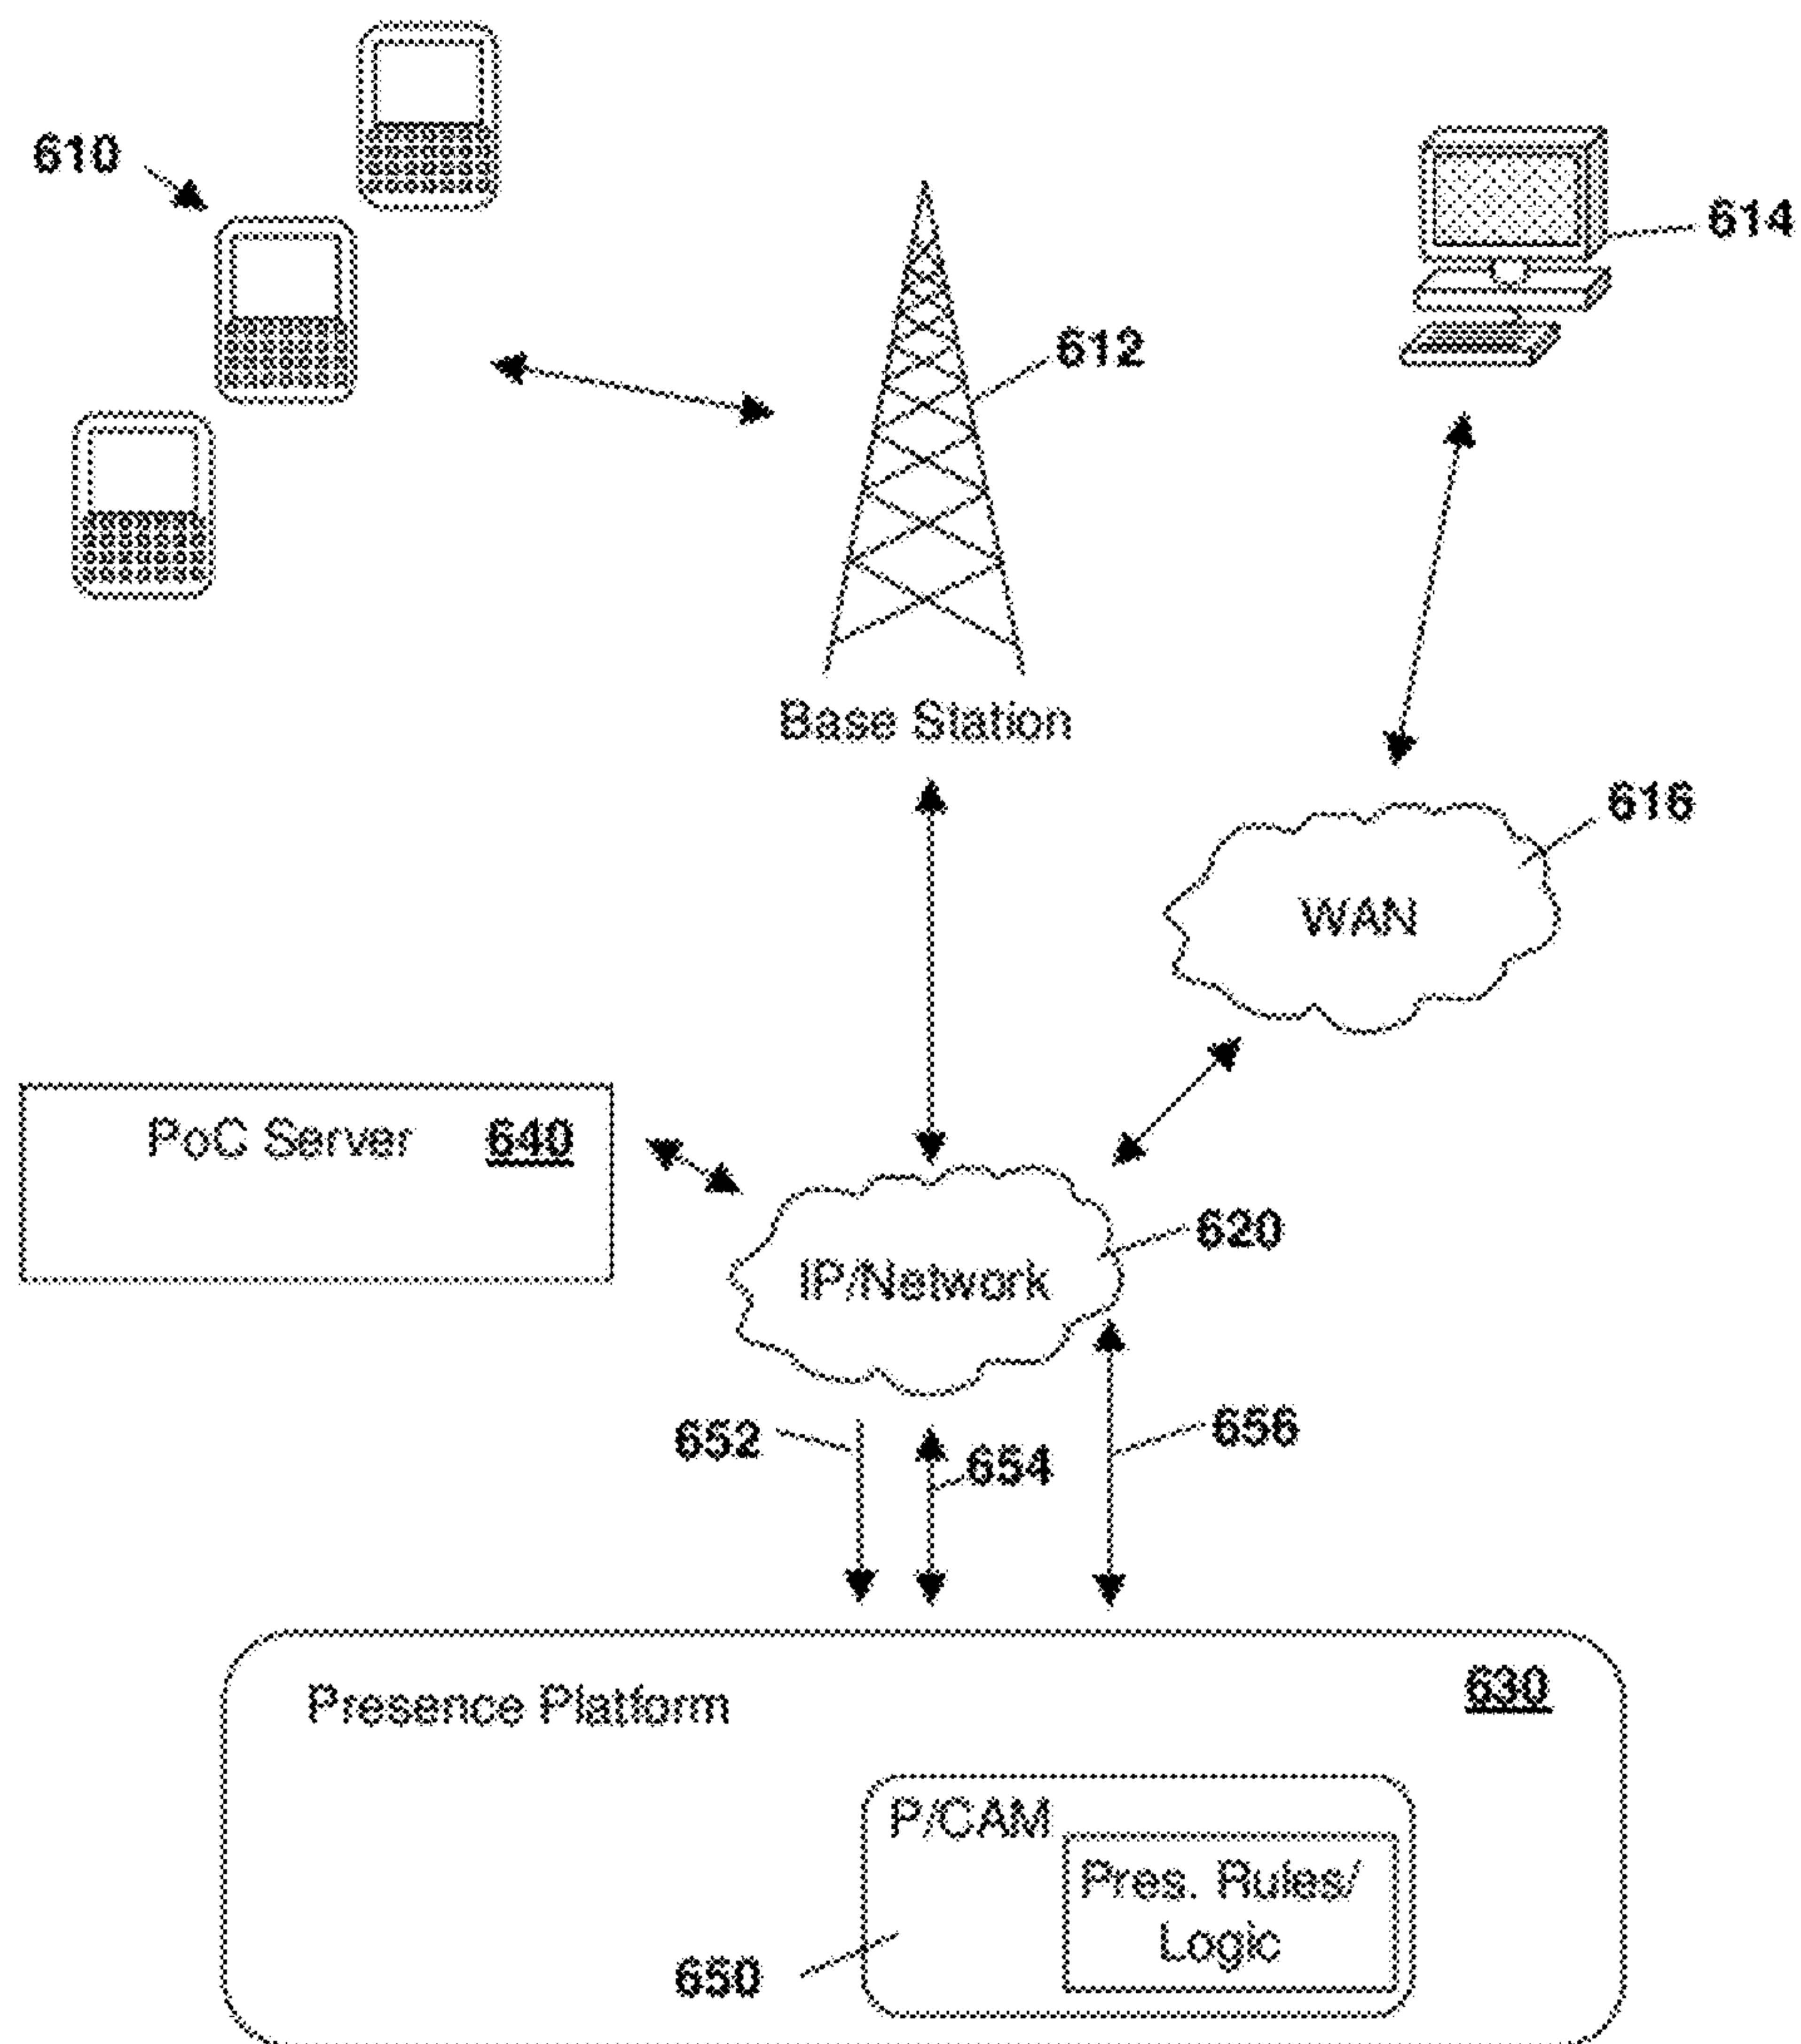 610
614
612
Base Station
616
WAN
PoC Server 640
620
IP/Network
652
654
656
Presence Platform 630
P/CAM
Pres. Rules/
Logic
650